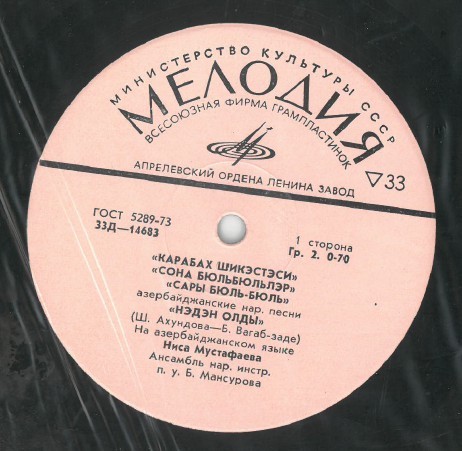 МИНИСТЕРСТВО КУЛЬТУРЫ СССР
МЕЛОДИЯ
ВСЕСОЮЗНАЯ ФИРМА ГРАМПЛАСТИНОК
АПРЕЛЕВСКИЙ ОРДЕНА ЛЕНИНА ЗАВОД
▽33
ГОСТ 5289-73
33Д—14683
1 сторона
Гр. 2. 0-70
«КАРАБАХ ШИКЭСТЭСИ»
«СОНА БЮЛЬБЮЛЬЛЭР»
«САРЫ БЮЛЬ-БЮЛЬ»
азербайджанские нар. песни
«НЭДЭН ОЛДЫ»
(Ш. Ахундова—Б. Вагаб-заде)
На азербайджанском языке
Ниса Мустафаева
Ансамбль нар. инстр.
п. у. Б. Мансурова